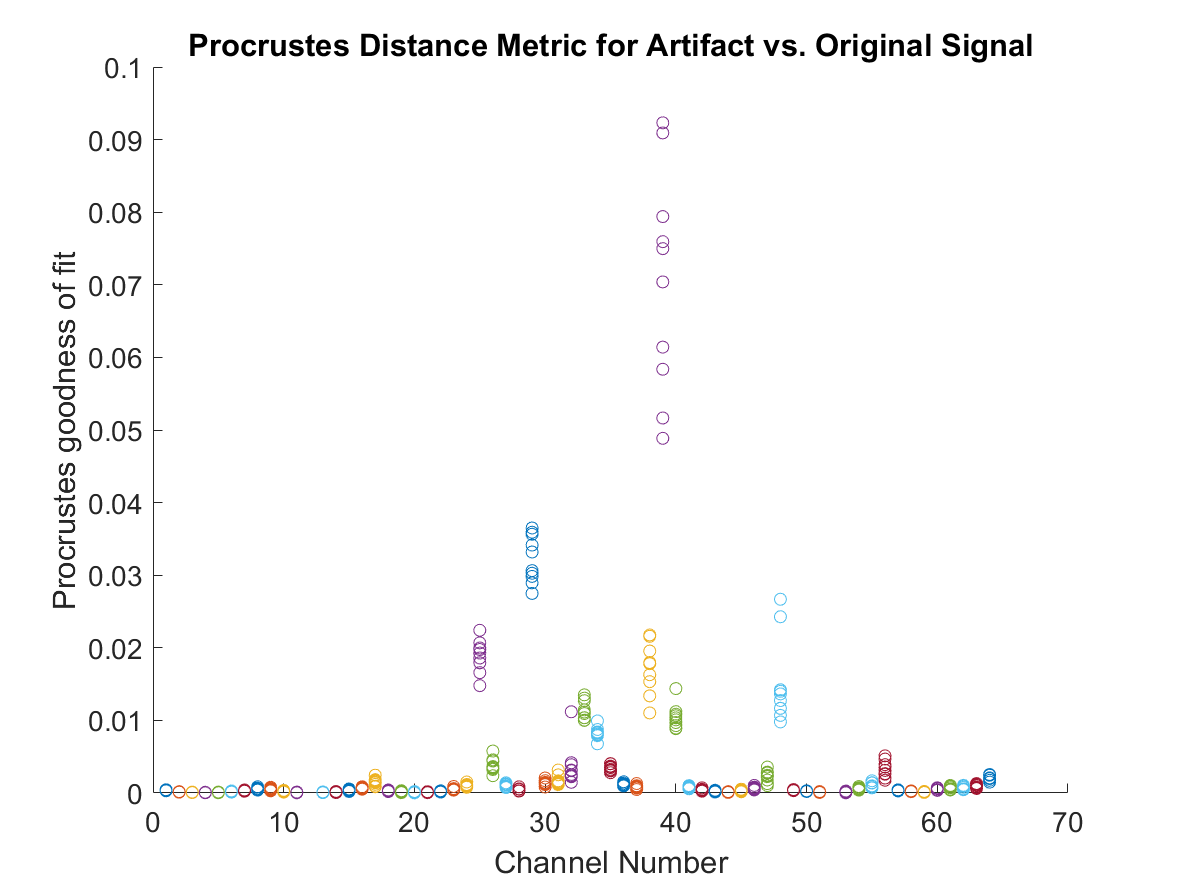 Procrustes Distance Metric for Artifact vs. Original Signal
0.1
0.09
0.08
0.07
0.06
0.05
0.04
0.03
0.02
0.01
0
Procrustes goodness of fit
0 10 20 30 40 50 60 70
Channel Number